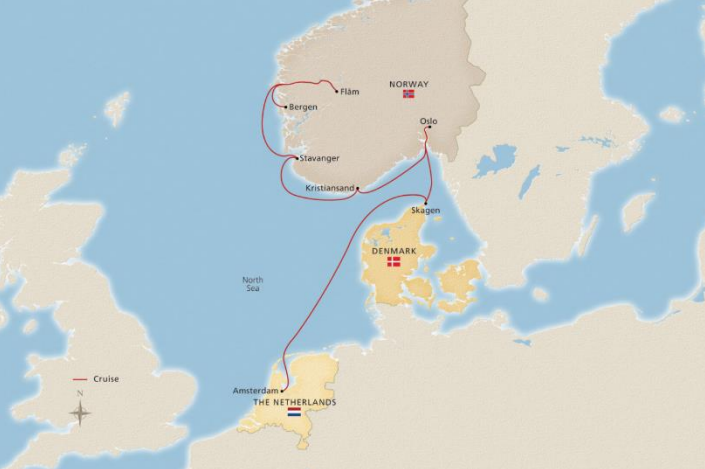 Flåm
NORWAY
Bergen
Oslo
Stavanger
Kristiansand
Skagen
DENMARK
North
Sea
Cruise
N
Amsterdam
THE NETHERLANDS